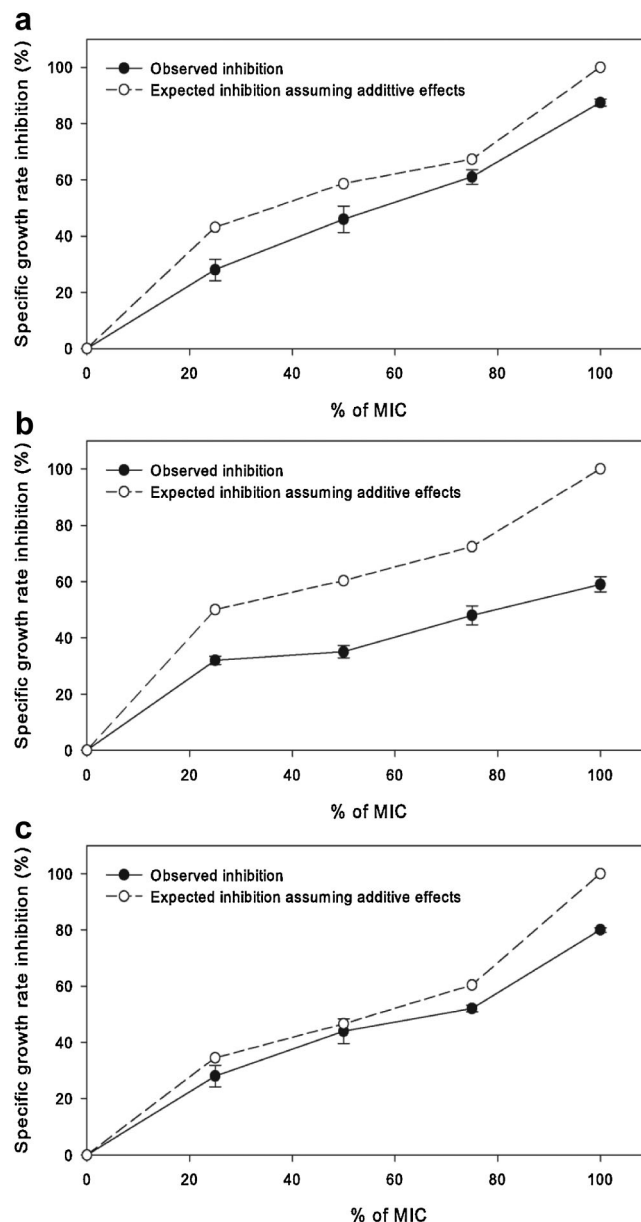 a
Specific growth rate inhibition (%)
100
80
60
40
20
0
Observed inhibition
Expected inhibition assuming additive effects
0 20 40 60 80 100
% of MIC
b
Specific growth rate inhibition (%)
100
80
60
40
20
0
Observed inhibition
Expected inhibition assuming additive effects
0 20 40 60 80 100
% of MIC
c
Specific growth rate inhibition (%)
100
80
60
40
20
0
Observed inhibition
Expected inhibition assuming additive effects
0 20 40 60 80 100
% of MIC